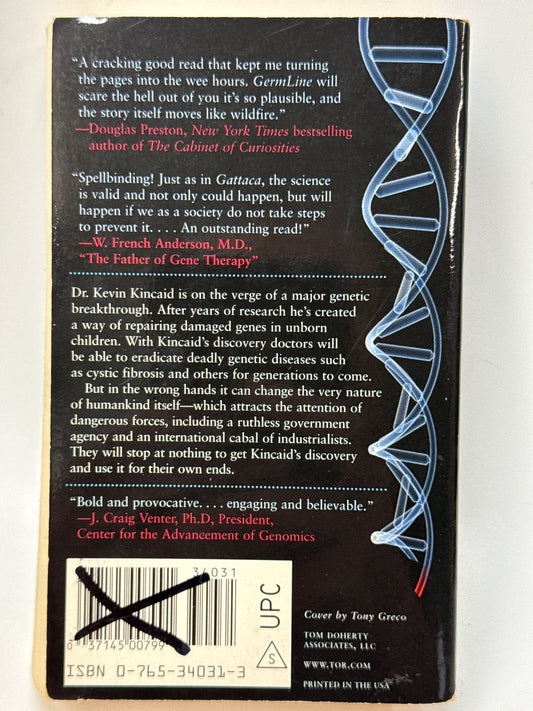 “A cracking good read that kept me turning
the pages into the wee hours. GermLine will
scare the hell out of you it's so plausible, and
the story itself moves like wildfire.”
—Douglas Preston, New York Times bestselling
author of The Cabinet of Curiosities
“Spellbinding! Just as in Gattaca, the science
is valid and not only could happen, but will
happen if we as a society do not take steps
to prevent it. . . . An outstanding read!”
—W. French Anderson, M.D.,
“The Father of Gene Therapy”
Dr. Kevin Kincaid is on the verge of a major genetic
breakthrough. After years of research he's created
a way of repairing damaged genes in unborn
children. With Kincaid's discovery doctors will
be able to eradicate deadly genetic diseases such
as cystic fibrosis and others for generations to come.
But in the wrong hands it can change the very nature
of humankind itself—which attracts the attention of
dangerous forces, including a ruthless government
agency and an international cabal of industrialists.
They will stop at nothing to get Kincaid's discovery
and use it for their own ends.
“Bold and provocative. . . . engaging and believable.”
—J. Craig Venter, Ph.D, President,
Center for the Advancement of Genomics
34031
0 37145 00799
ISBN 0-765-34031-3
UPC
S
Cover by Tony Greco
TOM DOHERTY
ASSOCIATES, LLC
WWW.TOR.COM
PRINTED IN THE USA